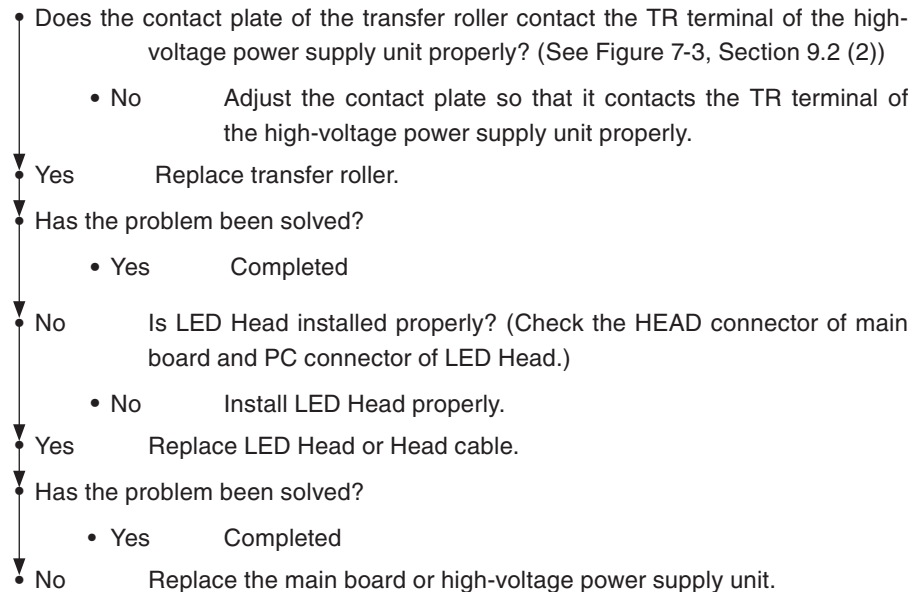 • Does the contact plate of the transfer roller contact the TR terminal of the high-
voltage power supply unit properly? (See Figure 7-3, Section 9.2 (2))
• No Adjust the contact plate so that it contacts the TR terminal of
the high-voltage power supply unit properly.
• Yes Replace transfer roller.
• Has the problem been solved?
• Yes Completed
• No Is LED Head installed properly? (Check the HEAD connector of main
board and PC connector of LED Head.)
• No Install LED Head properly.
• Yes Replace LED Head or Head cable.
• Has the problem been solved?
• Yes Completed
• No Replace the main board or high-voltage power supply unit.